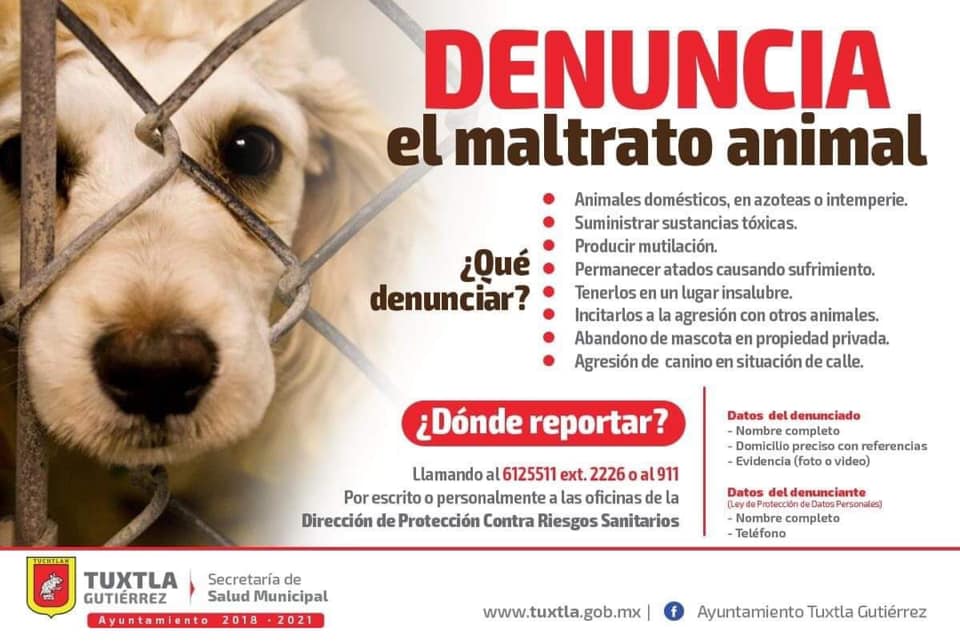 DENUNCIA
el maltrato animal
¿Qué
denunciar?
Animales domésticos, en azoteas o intemperie.
Suministrar sustancias tóxicas.
Producir mutilación.
Permanecer atados causando sufrimiento.
Tenerlos en un lugar insalubre.
Incitarlos a la agresión con otros animales.
Abandono de mascota en propiedad privada.
Agresión de canino en situación de calle.
¿Dónde reportar?
Llamando al 6125511 ext. 2226 o al 911
Por escrito o personalmente a las oficinas de la
Dirección de Protección Contra Riesgos Sanitarios
Datos del denunciado
- Nombre completo
- Domicilio preciso con referencias
- Evidencia (foto o video)
Datos del denunciante
(Ley de Protección de Datos Personales)
- Nombre completo
- Teléfono
TUCHTLAN
TUXTLA
GUTIÉRREZ
Secretaría de
Salud Municipal
Ayuntamiento 2018 - 2021
www.tuxtla.gob.mx |
f Ayuntamiento Tuxtla Gutiérrez